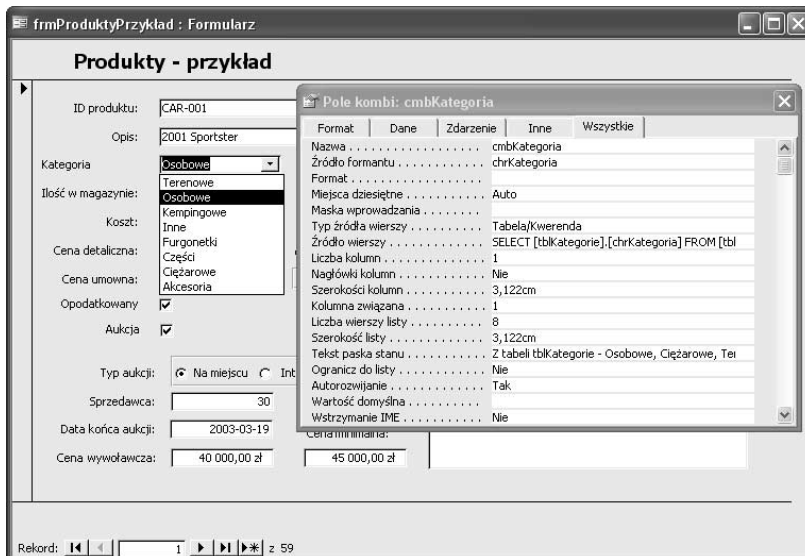 frmProduktyPrzykład : Formularz
Produkty - przykład
ID produktu: CAR-001
Opis: 2001 Sportster
Kategoria Osobowe
Terenowe
Osobowe
Kempingowe
Inne
Furgonetki
Części
Ciężarowe
Akcesoria
Ilość w magazynie:
Koszt:
Cena detaliczna:
Cena umowna:
Opodatkowany
Aukcja
Typ aukcji: Na miejscu Int
Sprzedawca: 30
Data końca aukcji: 2003-03-19
Cena minimalna:
Cena wywoławcza: 40 000,00 zł 45 000,00 zł
Rekord: 1 z 59
Pole kombi: cmbKategoria
Format Dane Zdarzenie Inne Wszystkie
Nazwa . . . . . . . . . . . . . . . . . . cmbKategoria
Źródło formantu . . . . . . . . . . . . chrKategoria
Format . . . . . . . . . . . . . . . . . .
Miejsca dziesiętne . . . . . . . . . . Auto
Maska wprowadzania . . . . . . . .
Typ źródła wierszy . . . . . . . . . . Tabela/Kwerenda
Źródło wierszy . . . . . . . . . . . . . SELECT [tblKategorie].[chrKategoria] FROM [tbl
Liczba kolumn . . . . . . . . . . . . . 1
Nagłówki kolumn . . . . . . . . . . . Nie
Szerokości kolumn . . . . . . . . . . 3,122cm
Kolumna związana . . . . . . . . . . 1
Liczba wierszy listy . . . . . . . . . . 8
Szerokość listy . . . . . . . . . . . . . 3,122cm
Tekst paska stanu . . . . . . . . . . . Z tabeli tblKategorie - Osobowe, Ciężarowe, Ter
Ogranicz do listy . . . . . . . . . . . . Nie
Autorozwijanie . . . . . . . . . . . . . Tak
Wartość domyślna . . . . . . . . . .
Wstrzymanie IME . . . . . . . . . . . Nie